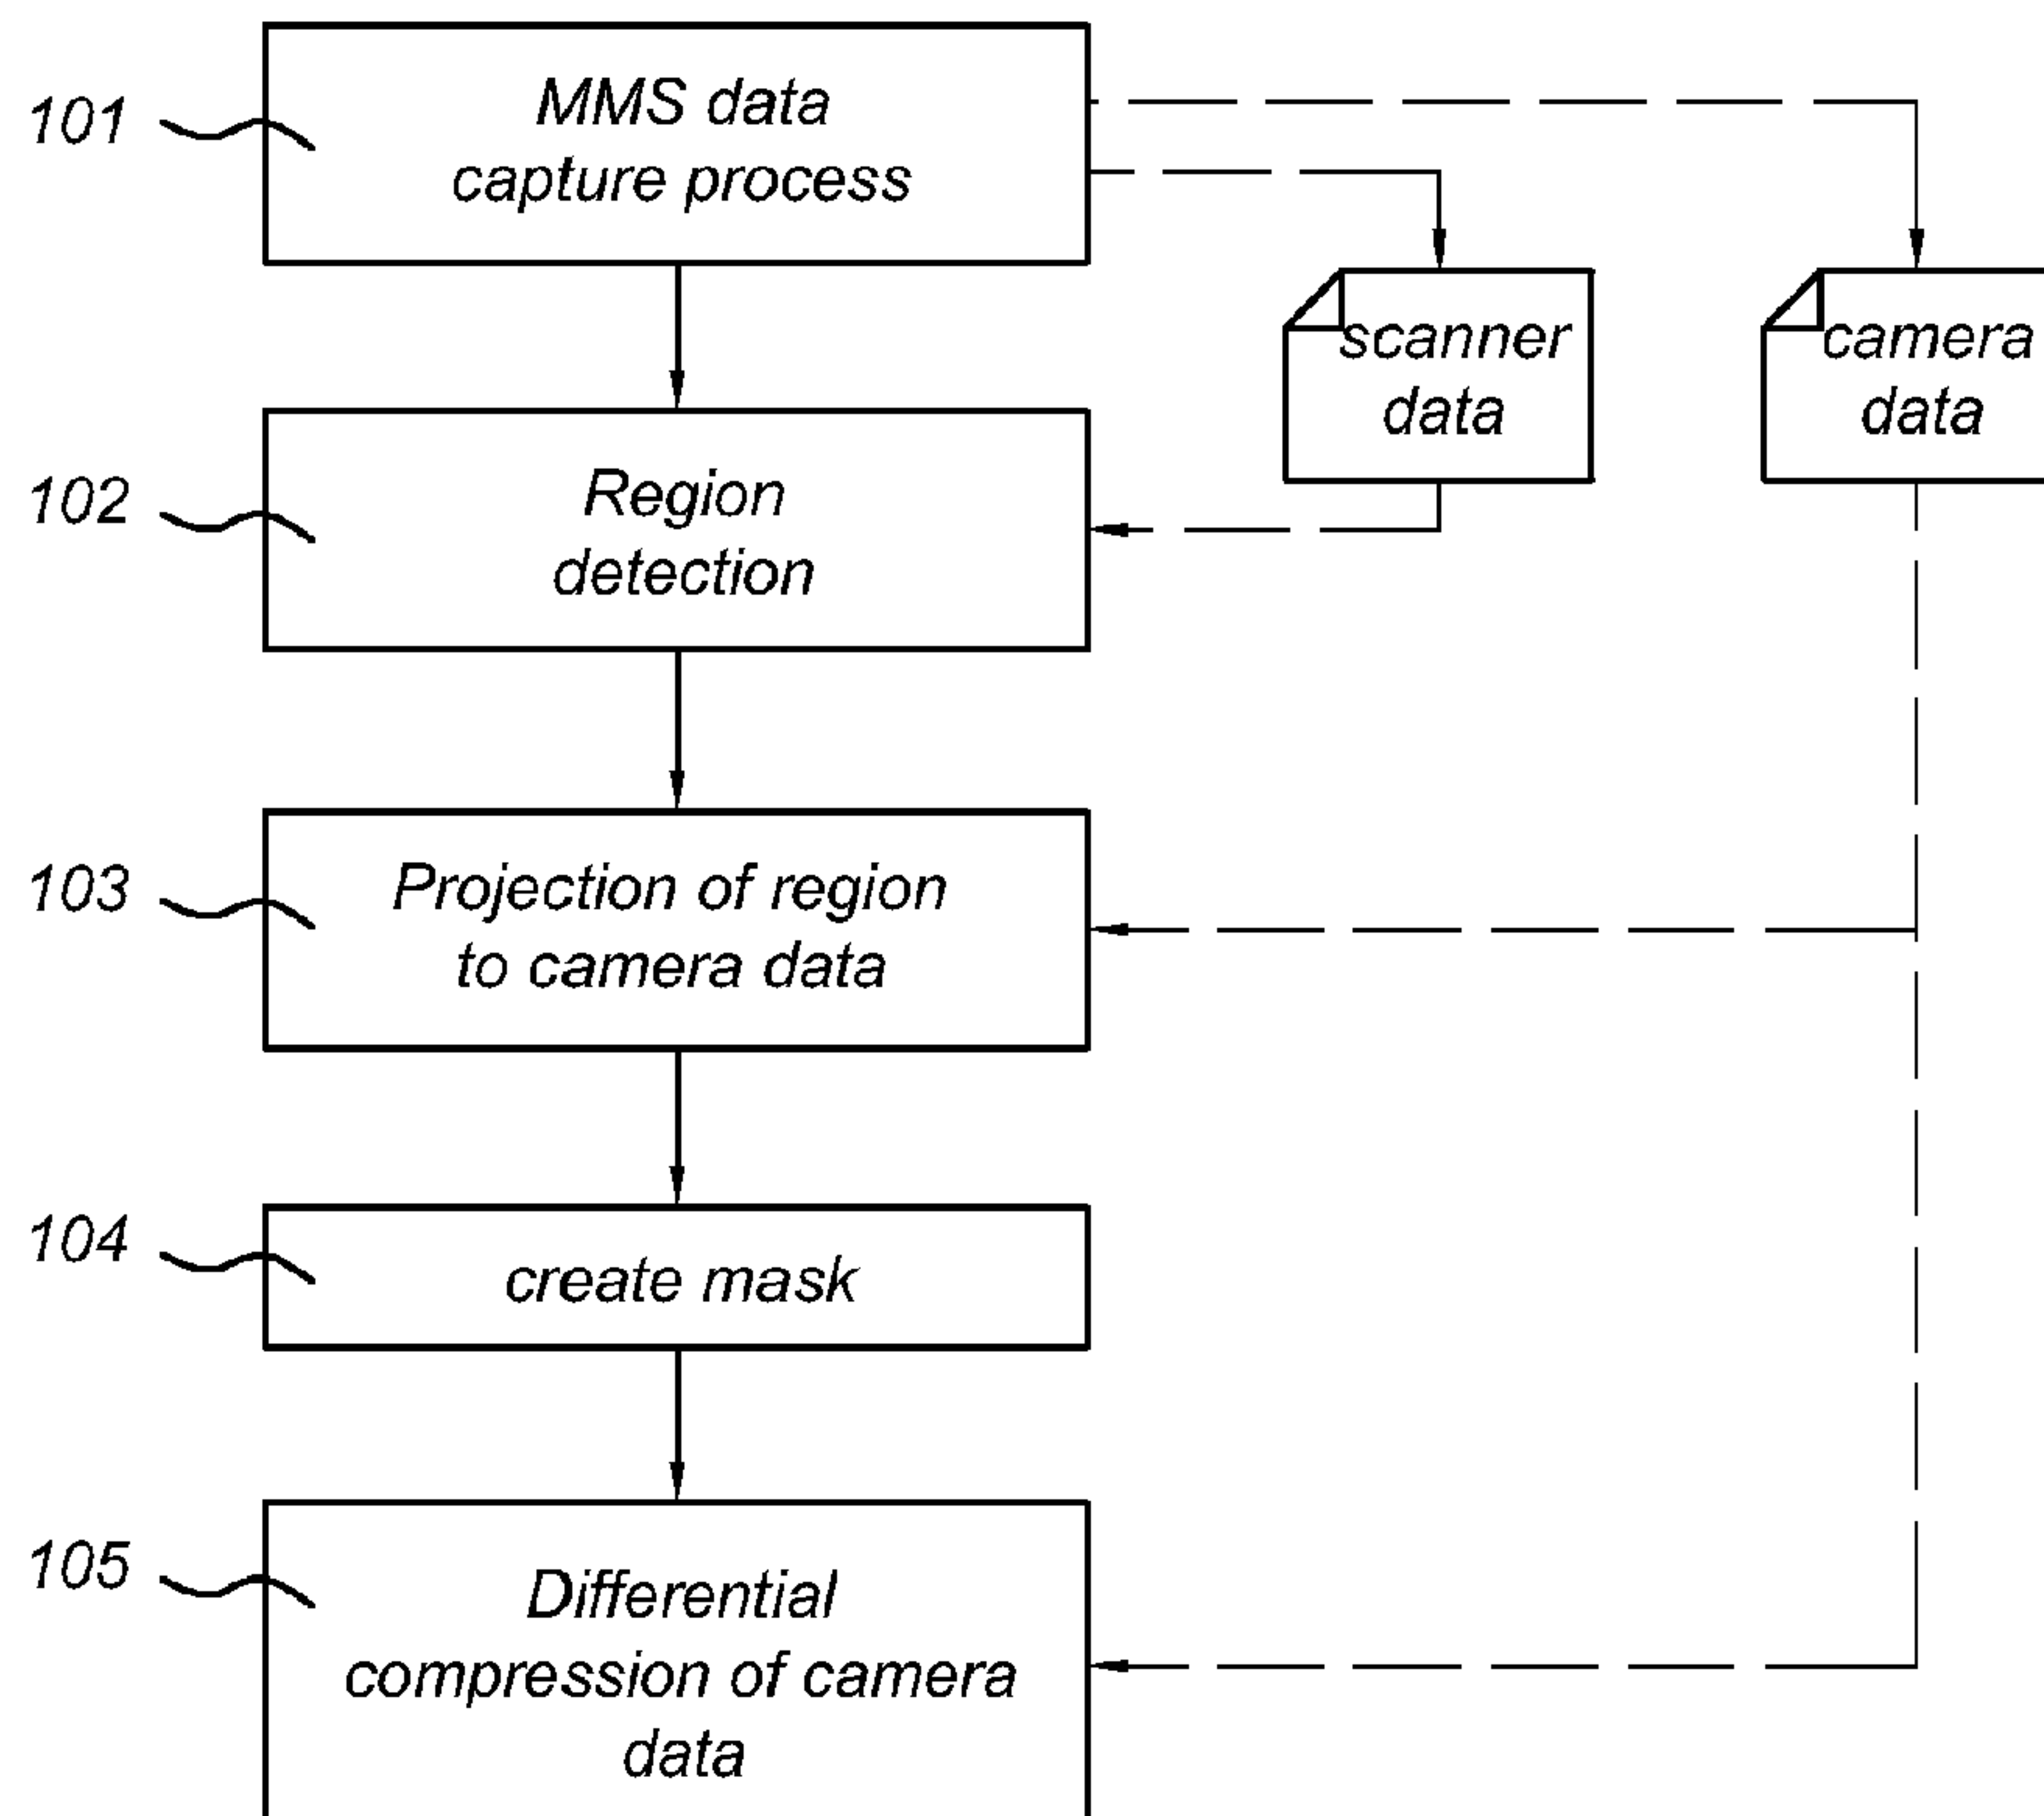 101
MMS data
capture process
scanner
data
camera
data
102
Region
detection
103
Projection of region
to camera data
104
create mask
105
Differential
compression of camera
data